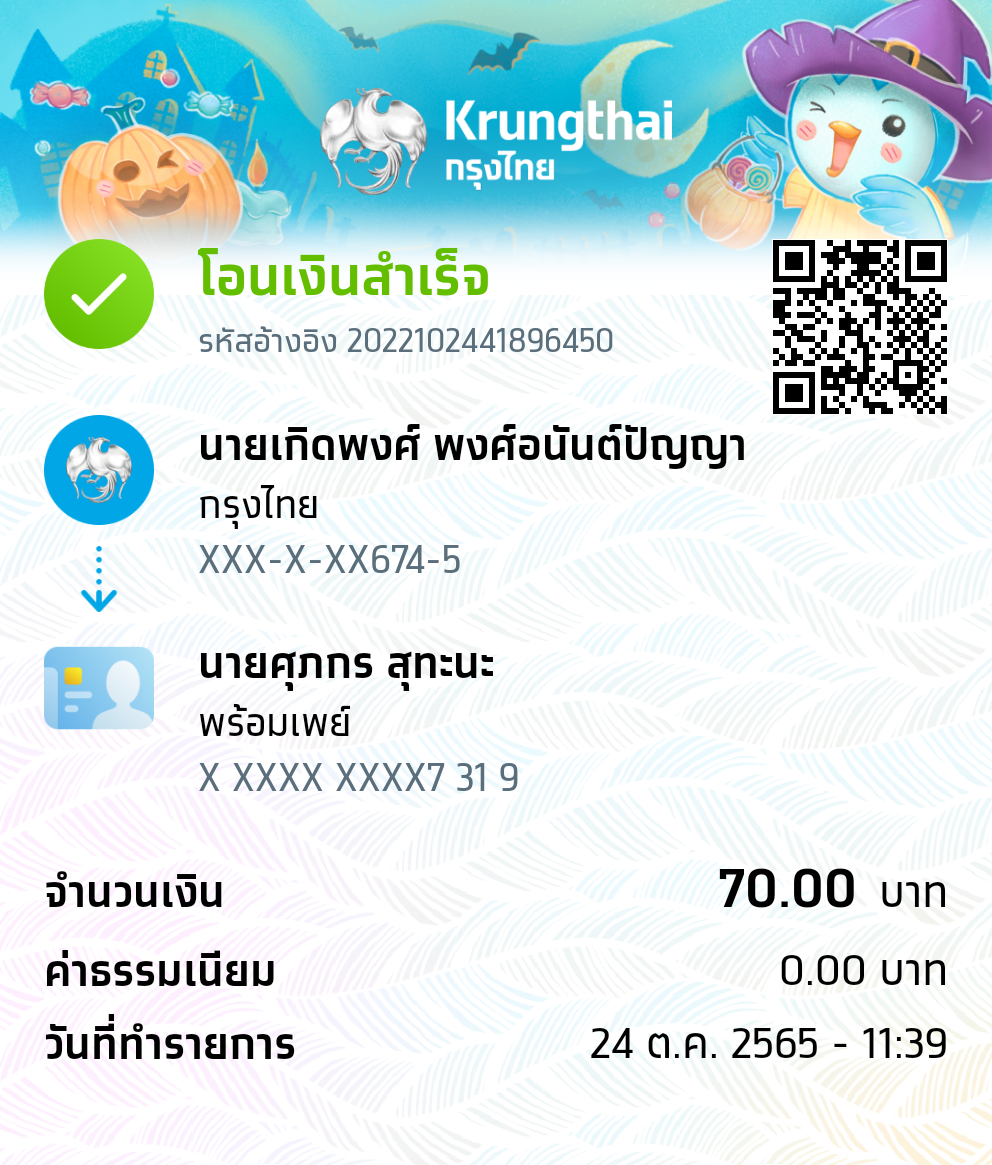 Krungthai
กรุงไทย
โอนเงินสำเร็จ
รหัสอ้างอิง 2022102441896450
นายเกิดพงศ์ พงศ์อนันต์ปัญญา
กรุงไทย
XXX-X-XX674-5
นายศุภกร สุทะนะ
พร้อมเพย์
X XXXX XXXX7 31 9
จำนวนเงิน 70.00 บาท
ค่าธรรมเนียม 0.00 บาท
วันที่ทำรายการ 24 ต.ค. 2565 - 11:39